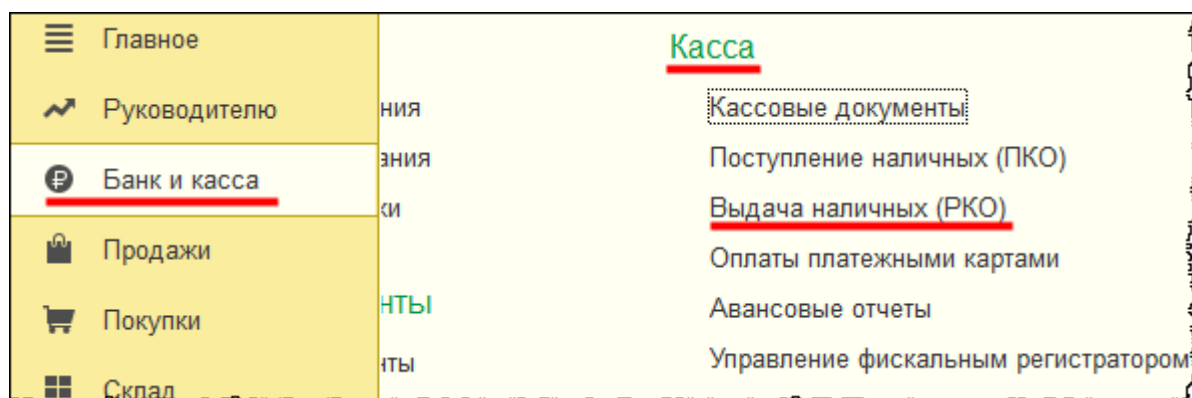 Главное
Руководителю
Банк и касса
Продажи
Покупки
Склад
ния
ания
ки
нты
нты
Касса
Кассовые документы
Поступление наличных (ПКО)
Выдача наличных (РКО)
Оплаты платежными картами
Авансовые отчеты
Управление фискальным регистратором